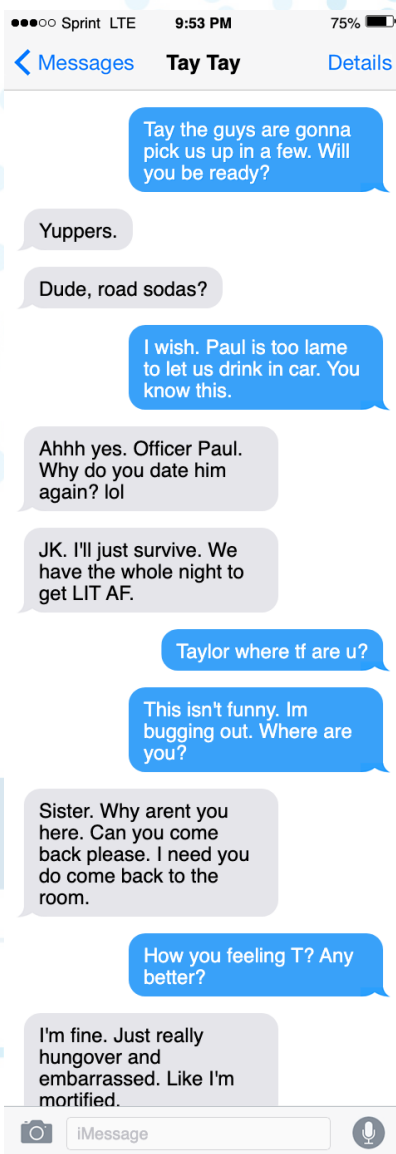 Sprint LTE 9:53 PM 75%
Messages Tay Tay Details
Tay the guys are gonna
pick us up in a few. Will
you be ready?
Yuppers.
Dude, road sodas?
I wish. Paul is too lame
to let us drink in car. You
know this.
Ahhh yes. Officer Paul.
Why do you date him
again? lol
JK. I'll just survive. We
have the whole night to
get LIT AF.
Taylor where tf are u?
This isn't funny. Im
bugging out. Where are
you?
Sister. Why arent you
here. Can you come
back please. I need you
do come back to the
room.
How you feeling T? Any
better?
I'm fine. Just really
hungover and
embarrassed. Like I'm
mortified.
iMessage